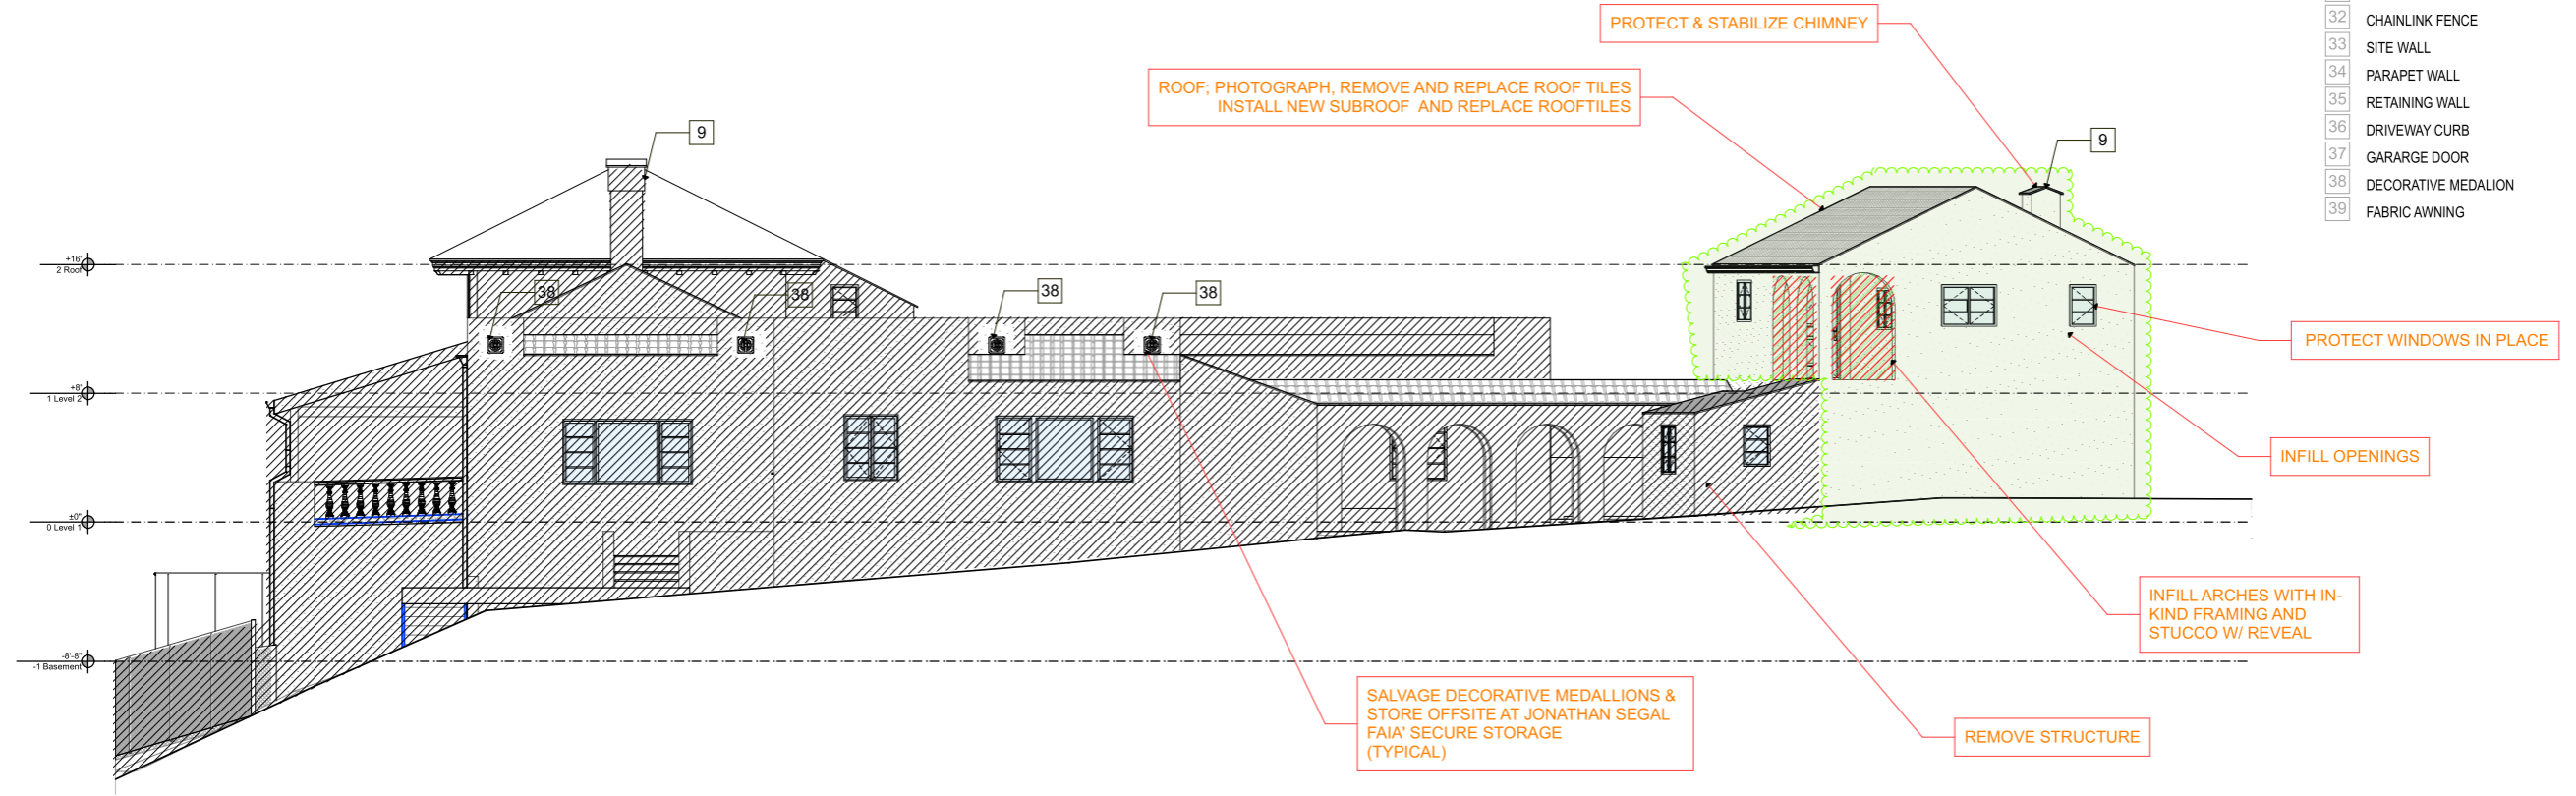 PROTECT & STABILIZE CHIMNEY
ROOF; PHOTOGRAPH, REMOVE AND REPLACE ROOF TILES
INSTALL NEW SUBROOF AND REPLACE ROOFTILES
32 CHAINLINK FENCE
33 SITE WALL
34 PARAPET WALL
35 RETAINING WALL
36 DRIVEWAY CURB
37 GARARGE DOOR
38 DECORATIVE MEDALION
39 FABRIC AWNING
9
9
+16'
2 Roof
38
38
38
38
PROTECT WINDOWS IN PLACE
+8'
1 Level 2
INFILL OPENINGS
±0"
0 Level 1
INFILL ARCHES WITH IN-
KIND FRAMING AND
STUCCO W/ REVEAL
-8'-8"
-1 Basement
SALVAGE DECORATIVE MEDALLIONS &
STORE OFFSITE AT JONATHAN SEGAL
FAIA' SECURE STORAGE
(TYPICAL)
REMOVE STRUCTURE